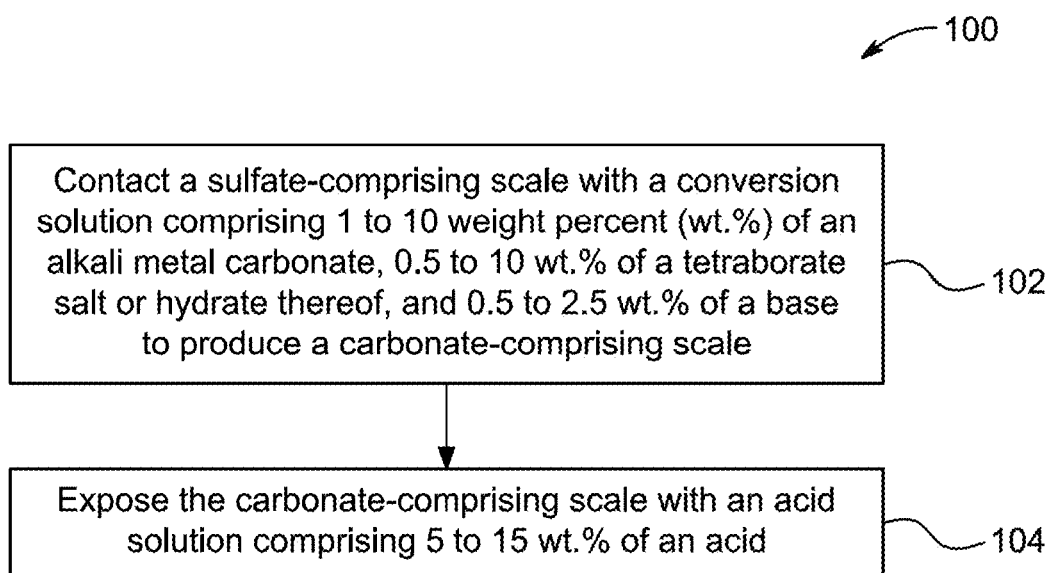 100
Contact a sulfate-comprising scale with a conversion
solution comprising 1 to 10 weight percent (wt.%) of an
alkali metal carbonate, 0.5 to 10 wt.% of a tetraborate
salt or hydrate thereof, and 0.5 to 2.5 wt.% of a base
to produce a carbonate-comprising scale
102
Expose the carbonate-comprising scale with an acid
solution comprising 5 to 15 wt.% of an acid
104